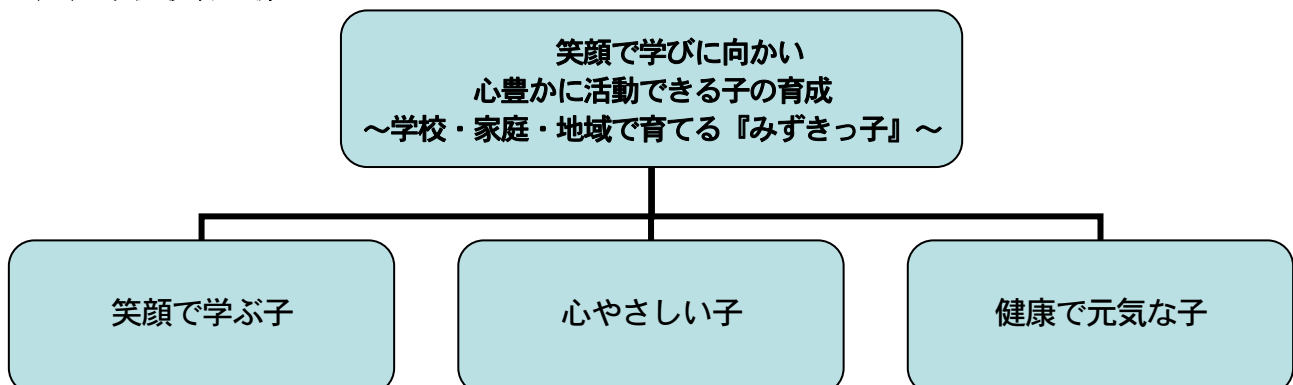 笑顔で学びに向かい
心豊かに活動できる子の育成
～学校・家庭・地域で育てる『みずきっ子』～
笑顔で学ぶ子
心やさしい子
健康で元気な子